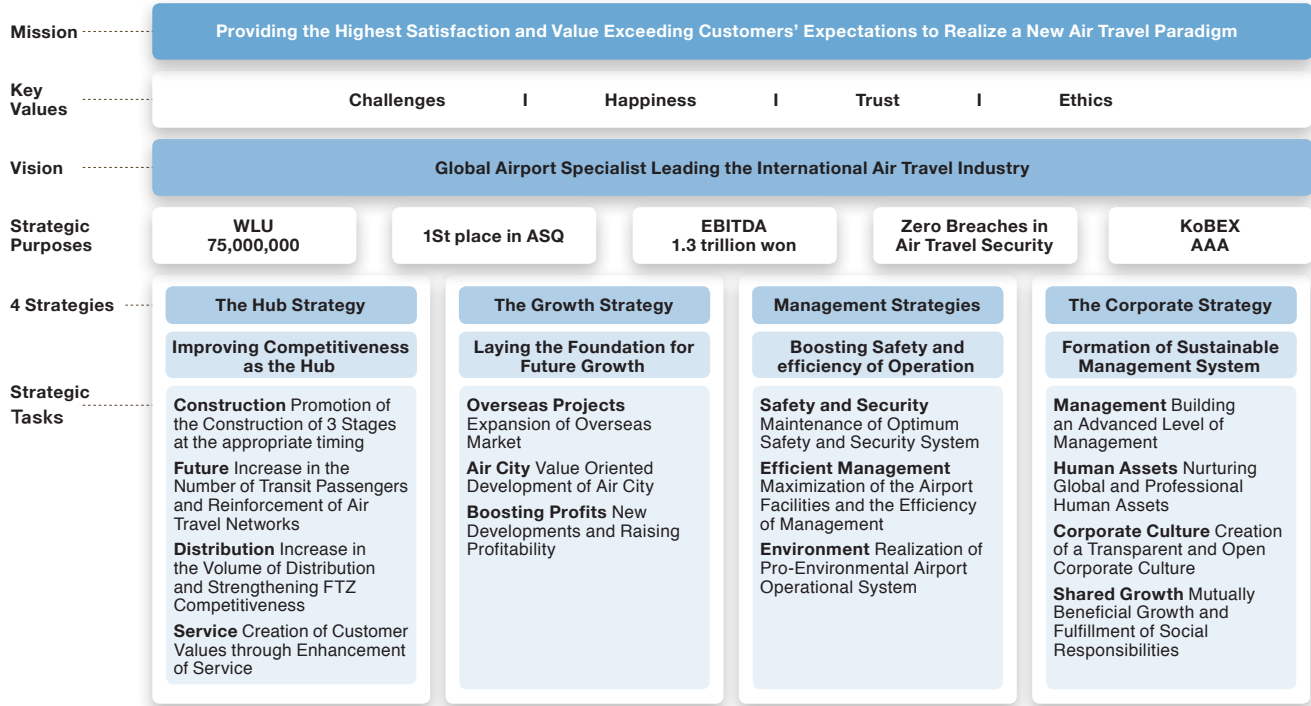 Mission
Providing the Highest Satisfaction and Value Exceeding Customers' Expectations to Realize a New Air Travel Paradigm
Key
Values
Challenges I Happiness I Trust I Ethics
Vision
Global Airport Specialist Leading the International Air Travel Industry
Strategic
Purposes
WLU
75,000,000
1St place in ASQ
EBITDA
1.3 trillion won
Zero Breaches in
Air Travel Security
KoBEX
AAA
4 Strategies
The Hub Strategy
The Growth Strategy
Management Strategies
The Corporate Strategy
Strategic
Tasks
Improving Competitiveness
as the Hub
Construction Promotion of
the Construction of 3 Stages
at the appropriate timing
Future Increase in the
Number of Transit Passengers
and Reinforcement of Air
Travel Networks
Distribution Increase in
the Volume of Distribution
and Strengthening FTZ
Competitiveness
Service Creation of Customer
Values through Enhancement
of Service
Laying the Foundation for
Future Growth
Overseas Projects
Expansion of Overseas
Market
Air City Value Oriented
Development of Air City
Boosting Profits New
Developments and Raising
Profitability
Boosting Safety and
efficiency of Operation
Safety and Security
Maintenance of Optimum
Safety and Security System
Efficient Management
Maximization of the Airport
Facilities and the Efficiency
of Management
Environment Realization of
Pro-Environmental Airport
Operational System
Formation of Sustainable
Management System
Management Building
an Advanced Level of
Management
Human Assets Nurturing
Global and Professional
Human Assets
Corporate Culture Creation
of a Transparent and Open
Corporate Culture
Shared Growth Mutually
Beneficial Growth and
Fulfillment of Social
Responsibilities